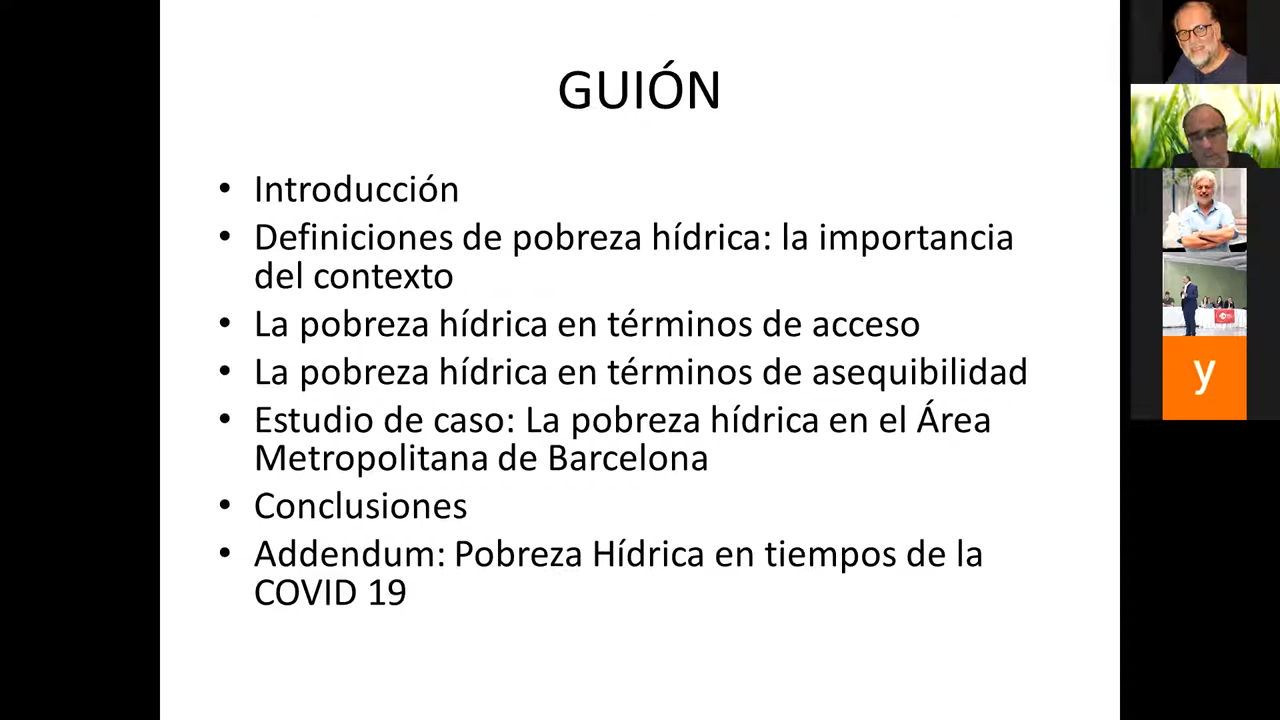 GUIÓN
• Introducción
• Definiciones de pobreza hídrica: la importancia
del contexto
• La pobreza hídrica en términos de acceso
• La pobreza hídrica en términos de asequibilidad
• Estudio de caso: La pobreza hídrica en el Área
Metropolitana de Barcelona
• Conclusiones
• Addendum: Pobreza Hídrica en tiempos de la
COVID 19
y